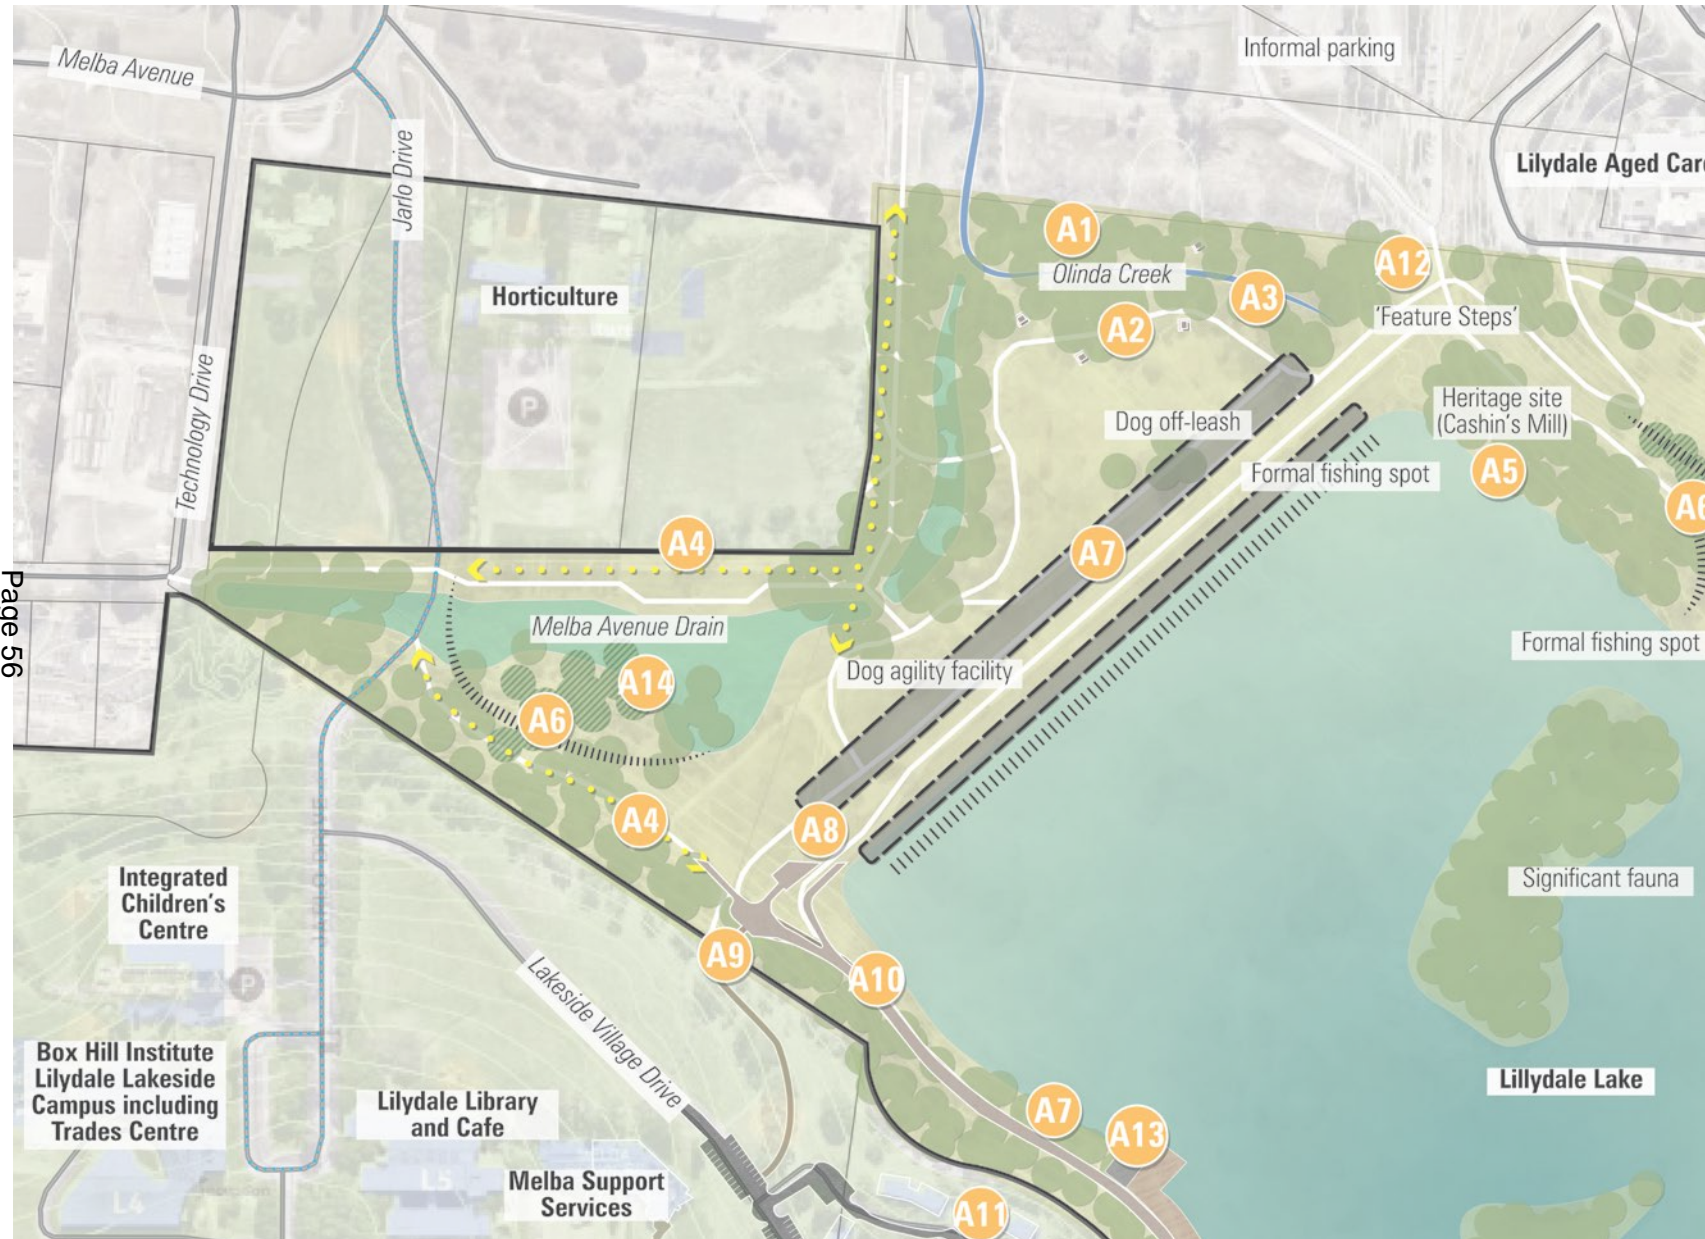 Informal parking
Melba Avenue
Jarlo Drive
Lilydale Aged Care
A1
Olinda Creek
A12
A3
Horticulture
A2
'Feature Steps'
Technology Drive
P
Dog off-leash
Heritage site
(Cashin's Mill)
Formal fishing spot
A5
A6
A4
A7
Page 56
Melba Avenue Drain
Formal fishing spot
Dog agility facility
A14
A6
A4
A8
Integrated
Children's
Centre
Significant fauna
A9
A10
P
Lakeside Village Drive
Box Hill Institute
Lilydale Lakeside
Campus including
Trades Centre
Lilydale Library
and Cafe
Lillydale Lake
A7
A13
L4
L5
Melba Support
Services
A11